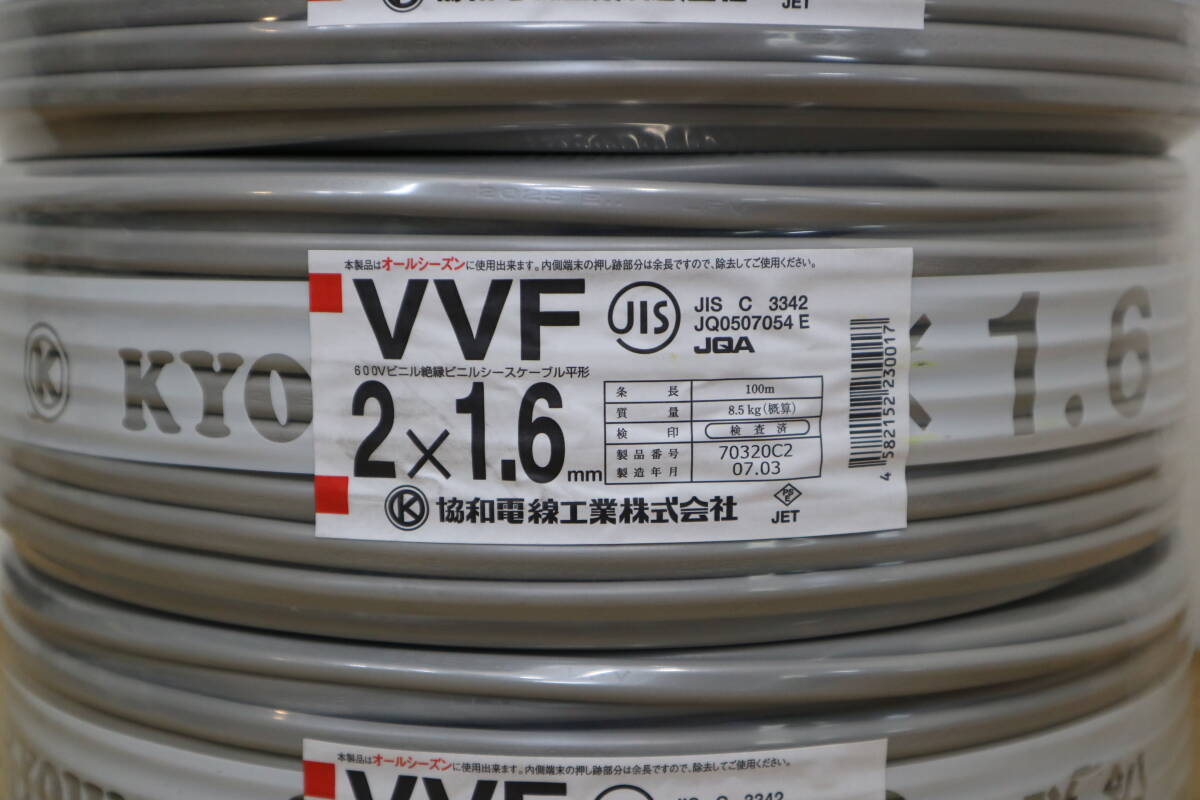 JET
本製品はオールシーズンに使用出来ます。内側端末の押し跡部分は余長ですので、除去してご使用ください。
VVF
JIS
JIS C 3342
JQ0507054 E
JQA
600Vビニル絶縁ビニルシースケーブル平形
2×1.6mm
条長 100m
質量 8.5kg(概算)
検印 検査済
製品番号 70320C2
製造年月 07.03
K 協和電線工業株式会社
PS E
JET
4 582152 230017
K KYO
× 1.6
本製品はオールシーズンに使用出来ます。内側端末の押し跡部分は余長ですので、除去してご使用ください。
VVF
JIS C 3342